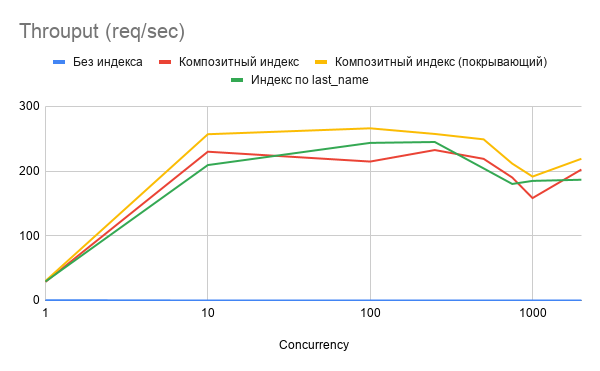 Throuput (req/sec)
Без индекса
Композитный индекс
Композитный индекс (покрывающий)
Индекс по last_name
300
200
100
0
1
10
100
1000
Concurrency